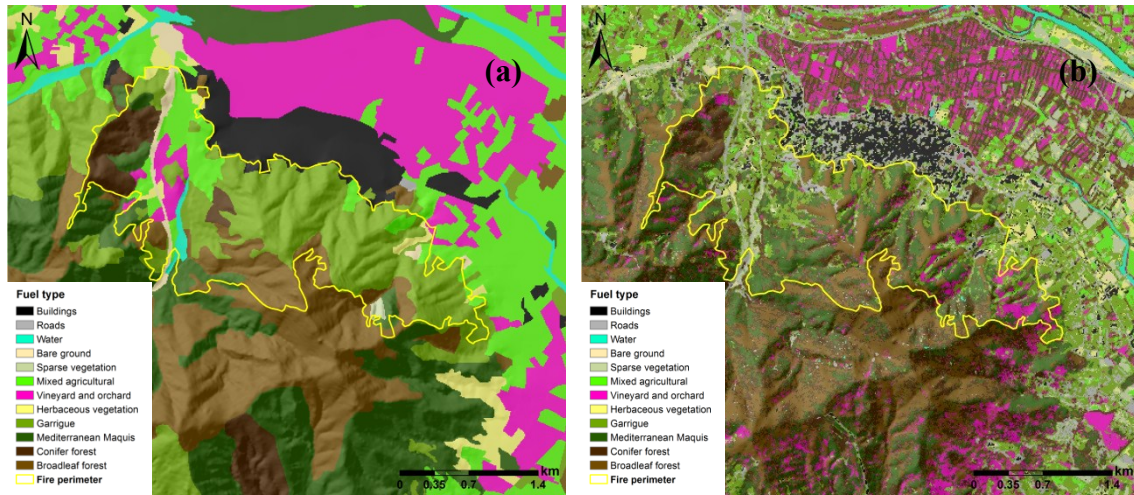 N
(a)
Fuel type
Buildings
Roads
Water
Bare ground
Sparse vegetation
Mixed agricultural
Vineyard and orchard
Herbaceous vegetation
Garrigue
Mediterranean Maquis
Conifer forest
Broadleaf forest
Fire perimeter
km
0 0.35 0.7 1.4
N
(b)
Fuel type
Buildings
Roads
Water
Bare ground
Sparse vegetation
Mixed agricultural
Vineyard and orchard
Herbaceous vegetation
Garrigue
Mediterranean Maquis
Conifer forest
Broadleaf forest
Fire perimeter
km
0 0.35 0.7 1.4